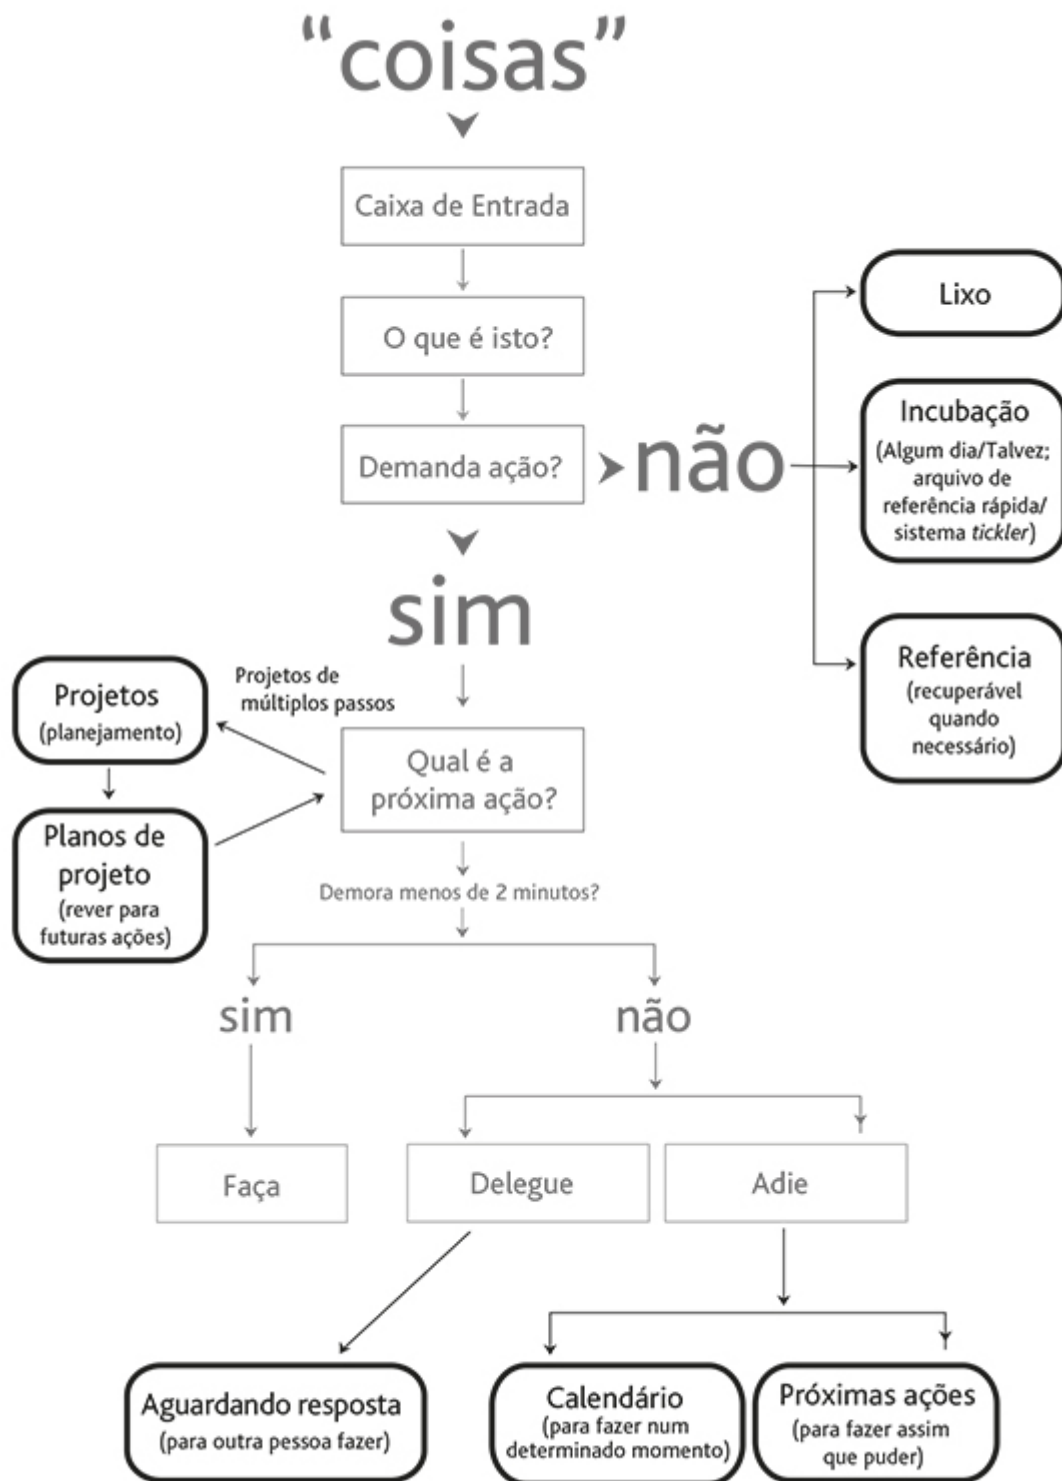 “coisas”
Caixa de Entrada
O que é isto?
Demanda ação?
não
Lixo
Incubação
(Algum dia/Talvez;
arquivo de
referência rápida/
sistema tickler)
Referência
(recuperável
quando
necessário)
sim
Projetos de
múltiplos passos
Projetos
(planejamento)
Planos de
projeto
(rever para
futuras ações)
Qual é a
próxima ação?
Demora menos de 2 minutos?
sim
não
Faça
Delegue
Adie
Aguardando resposta
(para outra pessoa fazer)
Calendário
(para fazer num
determinado momento)
Próximas ações
(para fazer assim
que puder)